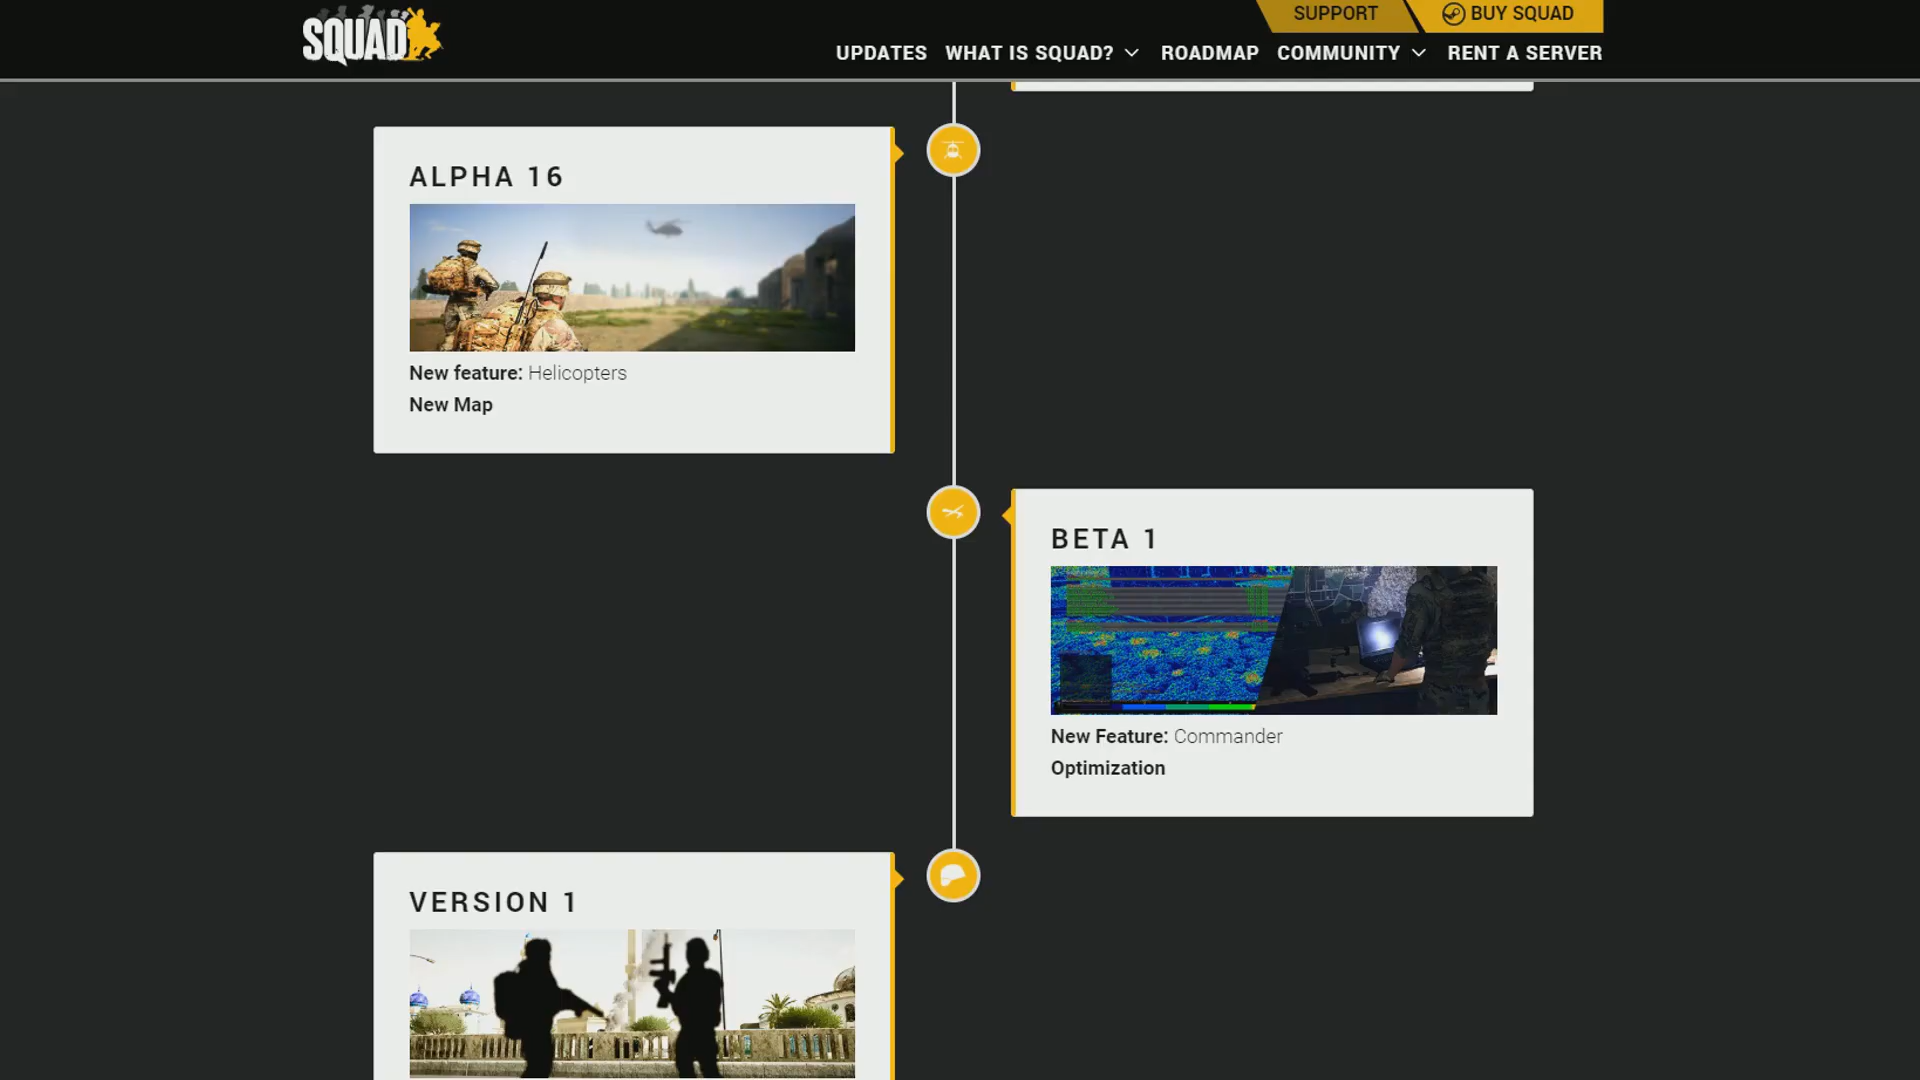 SQUAD
SUPPORT
BUY SQUAD
UPDATES
WHAT IS SQUAD?
ROADMAP
COMMUNITY
RENT A SERVER
ALPHA 16
New feature: Helicopters
New Map
BETA 1
New Feature: Commander
Optimization
VERSION 1